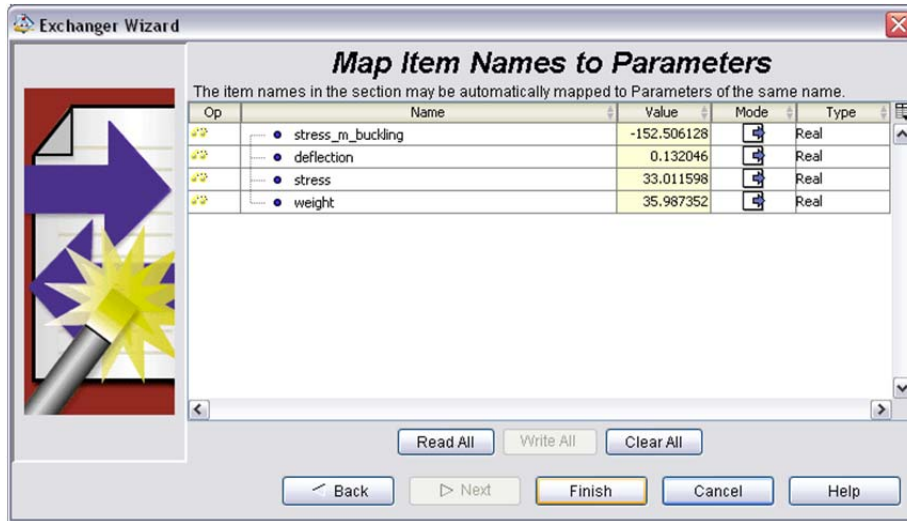 Exchanger Wizard
Map Item Names to Parameters
The item names in the section may be automatically mapped to Parameters of the same name.
Op Name Value Mode Type
stress_m_buckling -152.506128 Real
deflection 0.132046 Real
stress 33.011598 Real
weight 35.987352 Real
Read All Write All Clear All
Back Next Finish Cancel Help